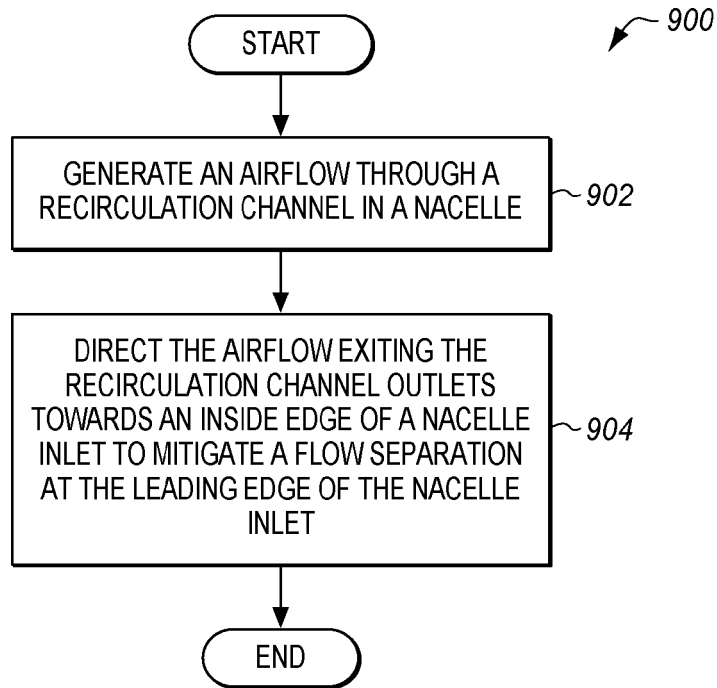 START
900
GENERATE AN AIRFLOW THROUGH A
RECIRCULATION CHANNEL IN A NACELLE
902
DIRECT THE AIRFLOW EXITING THE
RECIRCULATION CHANNEL OUTLETS
TOWARDS AN INSIDE EDGE OF A NACELLE
INLET TO MITIGATE A FLOW SEPARATION
AT THE LEADING EDGE OF THE NACELLE
INLET
904
END